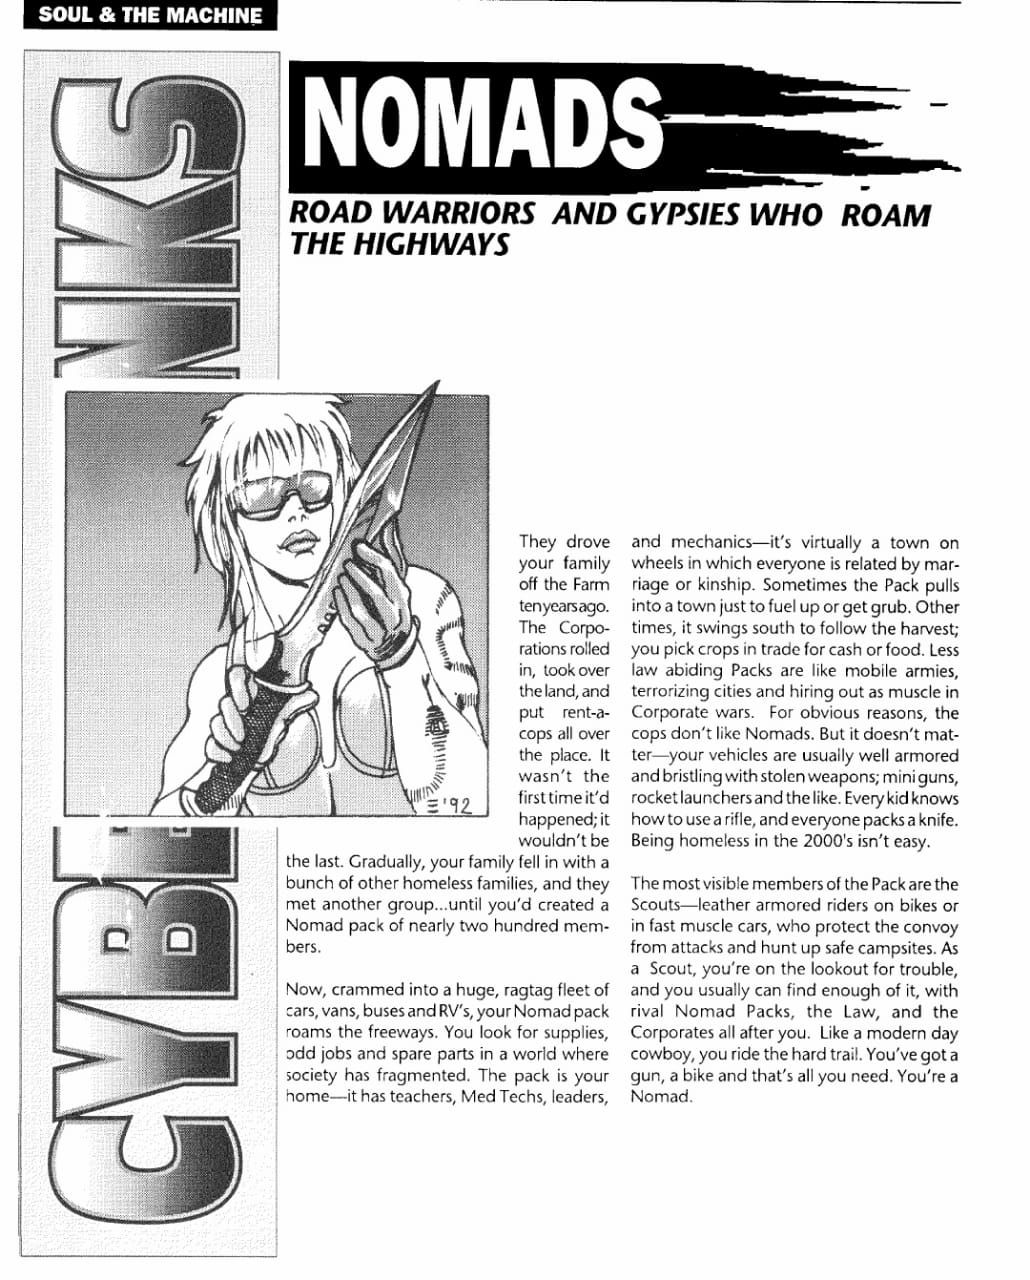 SOUL & THE MACHINE
NOMADS
ROAD WARRIORS AND GYPSIES WHO ROAM
THE HIGHWAYS
They drove
your family
off the Farm
tenyearsago.
The Corpo-
rations rolled
in, took over
the land, and
put rent-a-
cops all over
the place. It
wasn't the
first time it'd
happened; it
wouldn't be
the last. Gradually, your family fell in with a
bunch of other homeless families, and they
met another group...until you'd created a
Nomad pack of nearly two hundred mem-
bers.
Now, crammed into a huge, ragtag fleet of
cars, vans, buses and RV's, your Nomad pack
roams the freeways. You look for supplies,
odd jobs and spare parts in a world where
society has fragmented. The pack is your
home—it has teachers, Med Techs, leaders,
and mechanics—it's virtually a town on
wheels in which everyone is related by mar-
riage or kinship. Sometimes the Pack pulls
into a town just to fuel up or get grub. Other
times, it swings south to follow the harvest;
you pick crops in trade for cash or food. Less
law abiding Packs are like mobile armies,
terrorizing cities and hiring out as muscle in
Corporate wars. For obvious reasons, the
cops don't like Nomads. But it doesn't mat-
ter—your vehicles are usually well armored
and bristling with stolen weapons; mini guns,
rocket launchers and the like. Every kid knows
how to use a rifle, and everyone packs a knife.
Being homeless in the 2000's isn't easy.
The most visible members of the Pack are the
Scouts—leather armored riders on bikes or
in fast muscle cars, who protect the convoy
from attacks and hunt up safe campsites. As
a Scout, you're on the lookout for trouble,
and you usually can find enough of it, with
rival Nomad Packs, the Law, and the
Corporates all after you. Like a modern day
cowboy, you ride the hard trail. You've got a
gun, a bike and that's all you need. You're a
Nomad.
'92